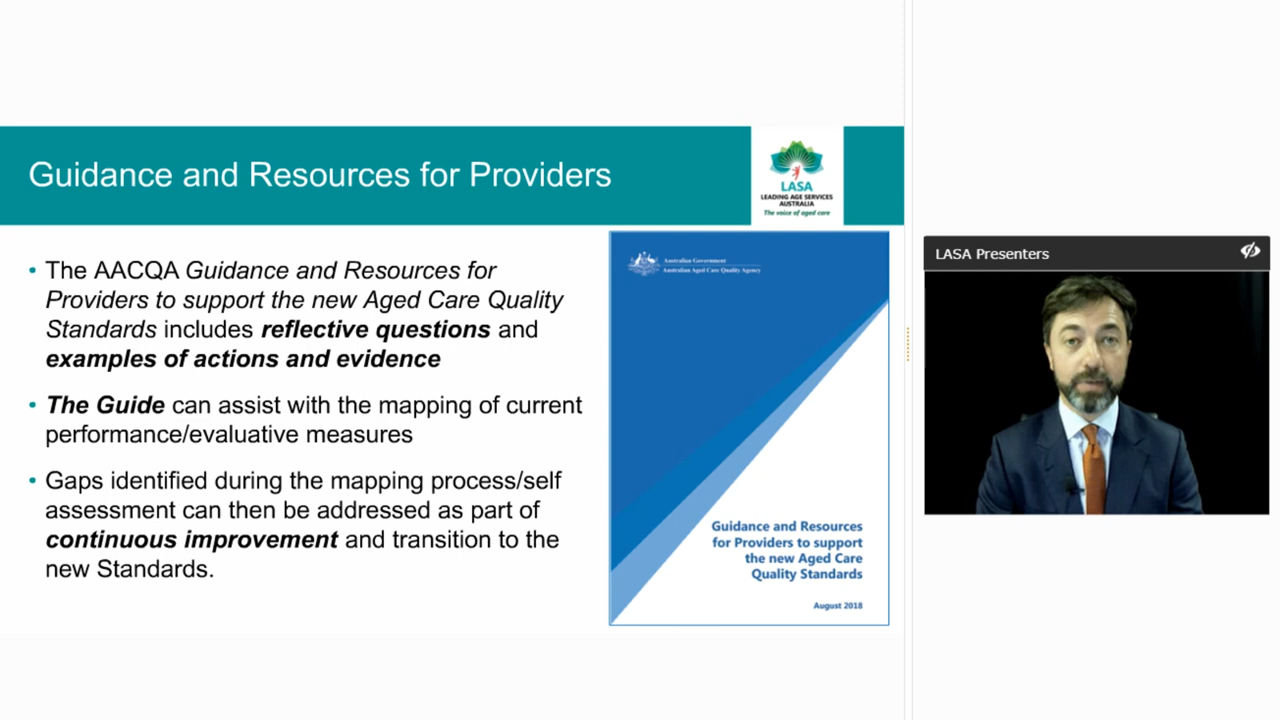 Guidance and Resources for Providers
LASA
LEADING AGE SERVICES
AUSTRALIA
The voice of aged care
• The AACQA Guidance and Resources for
Providers to support the new Aged Care Quality
Standards includes reflective questions and
examples of actions and evidence
• The Guide can assist with the mapping of current
performance/evaluative measures
• Gaps identified during the mapping process/self
assessment can then be addressed as part of
continuous improvement and transition to the
new Standards.
Australian Government
Australian Aged Care Quality Agency
Guidance and Resources
for Providers to support
the new Aged Care
Quality Standards
August 2018
LASA Presenters